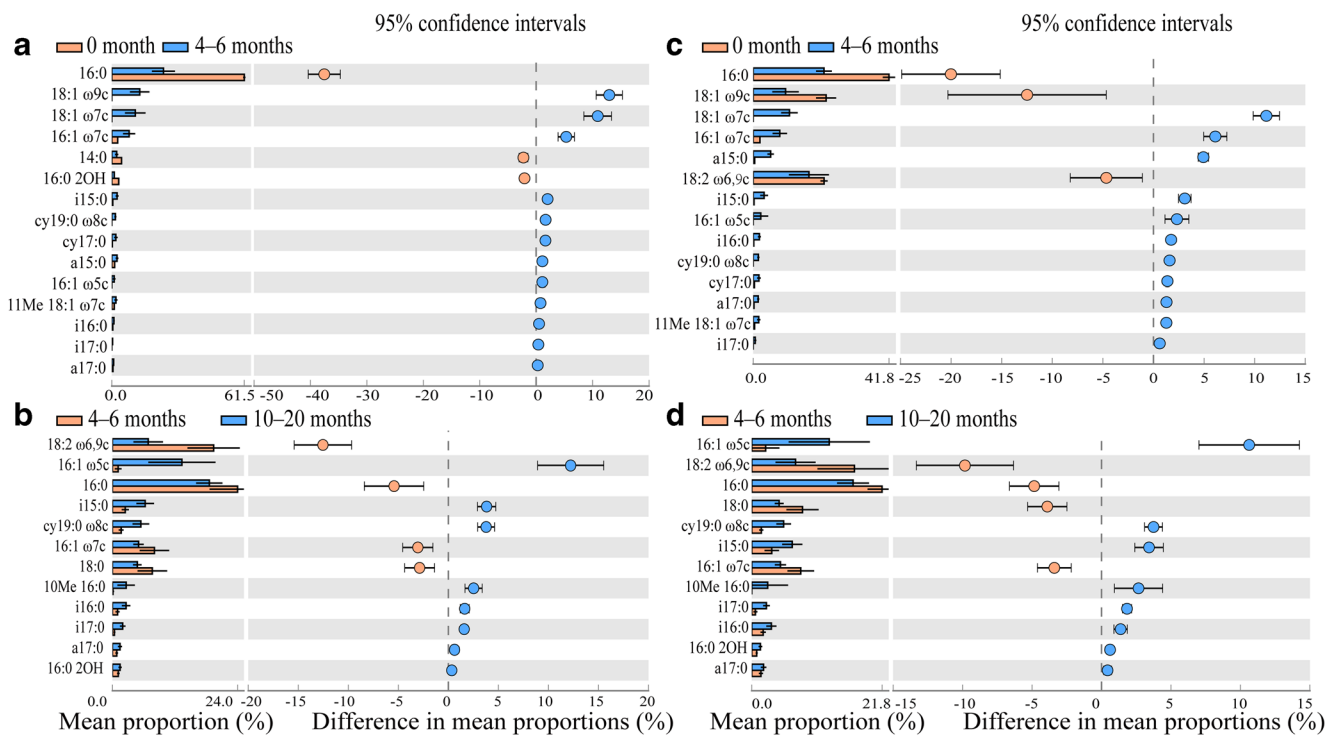 95% confidence intervals
a
0 month
4–6 months
16:0
18:1 ω9c
18:1 ω7c
16:1 ω7c
14:0
16:0 2OH
i15:0
cy19:0 ω8c
cy17:0
a15:0
16:1 ω5c
11Me 18:1 ω7c
i16:0
i17:0
a17:0
0.0 61.5 -50 -40 -30 -20 -10 0 10 20
95% confidence intervals
c
0 month
4–6 months
16:0
18:1 ω9c
18:1 ω7c
16:1 ω7c
a15:0
18:2 ω6,9c
i15:0
16:1 ω5c
i16:0
cy19:0 ω8c
cy17:0
a17:0
11Me 18:1 ω7c
i17:0
0.0 41.8 -25 -20 -15 -10 -5 0 5 10 15
b
4–6 months
10–20 months
18:2 ω6,9c
16:1 ω5c
16:0
i15:0
cy19:0 ω8c
16:1 ω7c
18:0
10Me 16:0
i16:0
i17:0
a17:0
16:0 2OH
0.0 24.0 -20 -15 -10 -5 0 5 10 15 20
Mean proportion (%)
Difference in mean proportions (%)
d
4–6 months
10–20 months
16:1 ω5c
18:2 ω6,9c
16:0
18:0
cy19:0 ω8c
i15:0
16:1 ω7c
10Me 16:0
i17:0
i16:0
16:0 2OH
a17:0
0.0 21.8 -15 -10 -5 0 5 10 15
Mean proportion (%)
Difference in mean proportions (%)